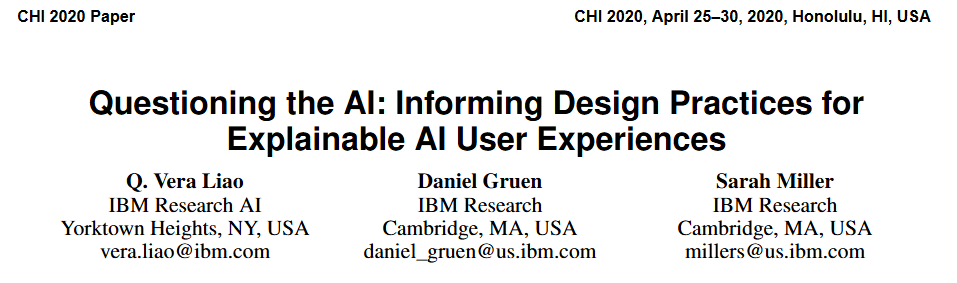 CHI 2020 Paper
CHI 2020, April 25–30, 2020, Honolulu, HI, USA
Questioning the AI: Informing Design Practices for
Explainable AI User Experiences
Q. Vera Liao
IBM Research AI
Yorktown Heights, NY, USA
vera.liao@ibm.com
Daniel Gruen
IBM Research
Cambridge, MA, USA
daniel_gruen@us.ibm.com
Sarah Miller
IBM Research
Cambridge, MA, USA
millers@us.ibm.com